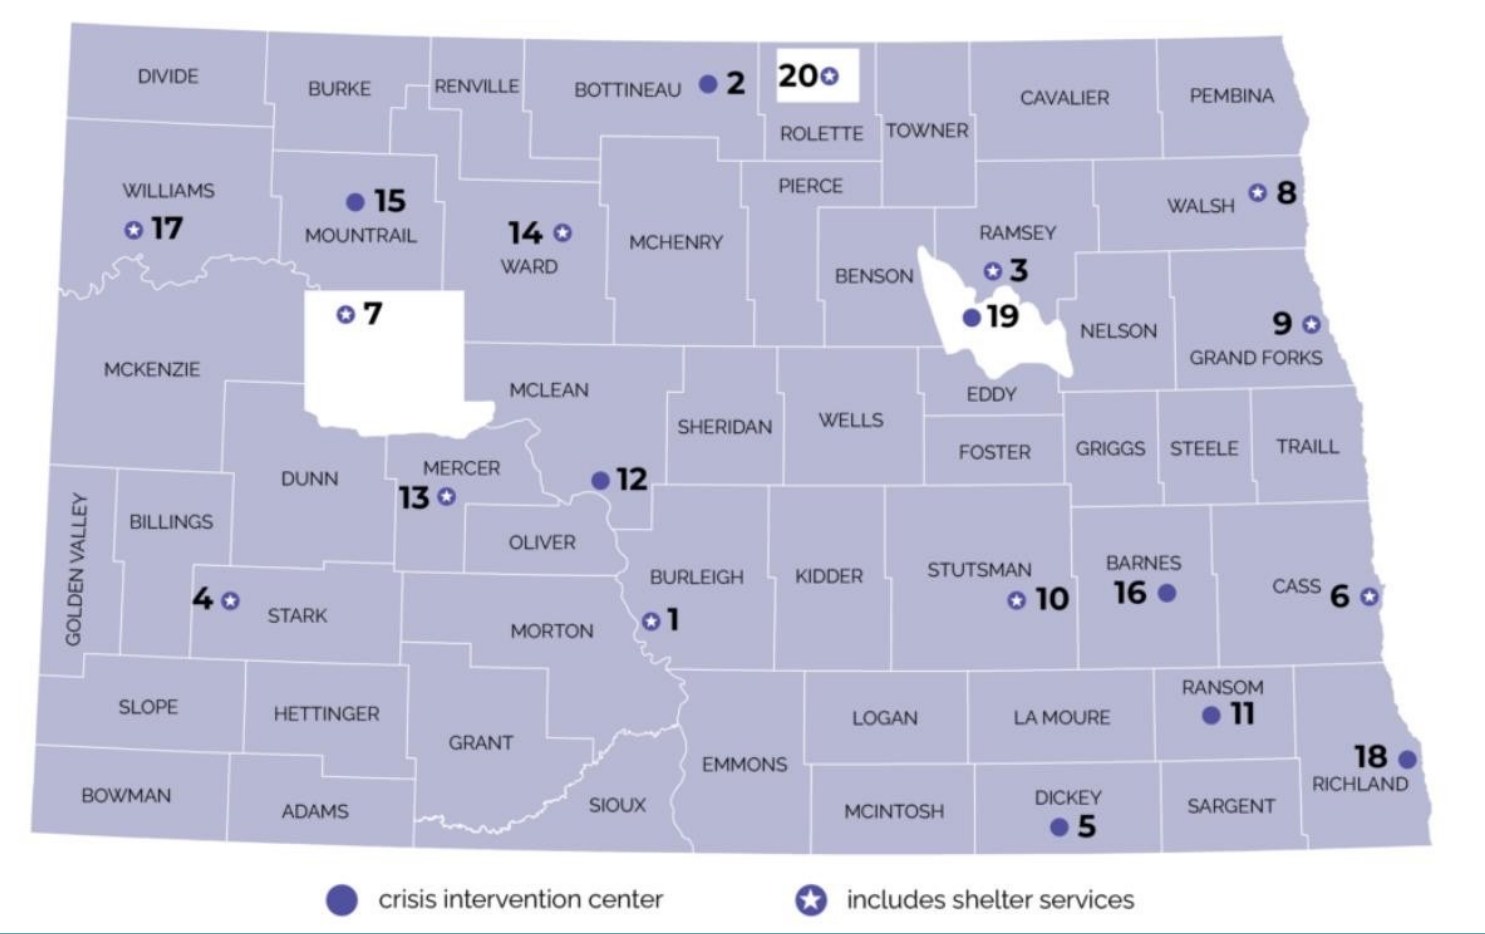 DIVIDE
BURKE
RENVILLE
BOTTINEAU 2
20
ROLETTE
TOWNER
CAVALIER
PEMBINA
WILLIAMS
17
15
MOUNTRAIL
14
WARD
MCHENRY
PIERCE
BENSON
RAMSEY
3
19
WALSH 8
NELSON
9
GRAND FORKS
7
MCKENZIE
MCLEAN
12
SHERIDAN
WELLS
EDDY
FOSTER
GRIGGS
STEELE
TRAILL
DUNN
MERCER
13
OLIVER
GOLDEN VALLEY
BILLINGS
4
STARK
MORTON
BURLEIGH
1
KIDDER
STUTSMAN
10
BARNES
16
CASS 6
SLOPE
HETTINGER
GRANT
BOWMAN
ADAMS
SIOUX
EMMONS
LOGAN
LA MOURE
RANSOM
11
18
RICHLAND
MCINTOSH
DICKEY
5
SARGENT
crisis intervention center
includes shelter services